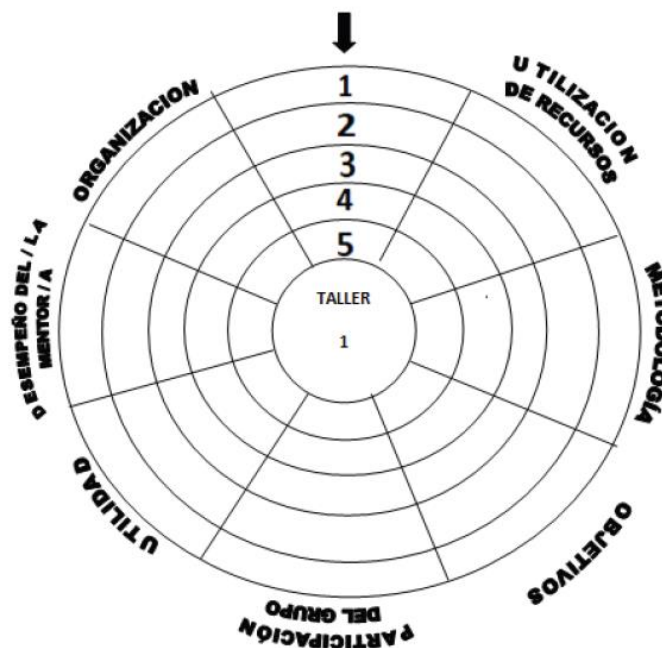 1
2
3
4
5
TALLER
1
U TILIZACION
DE RECURSOS
METODOLOGÍA
OBJETIVOS
PARTICIPACIÓN
DEL GRUPO
UTILIDAD
DESEMPEÑO DEL / LA
MENTOR / A
ORGANIZACION